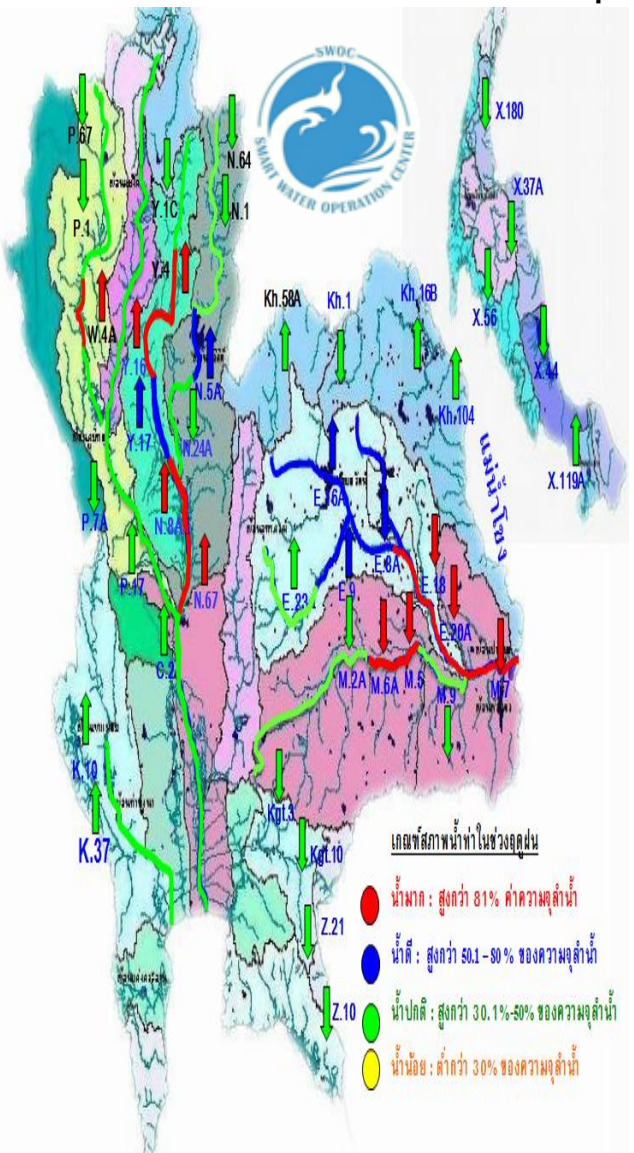 SWOC
SMART WATER OPERATION CENTER
P.67
N.64
X.180
P.1
Y.1C
N.1
X.37A
Y.4
W.4A
Kh.58A
Kh.1
Kh.16B
X.56
Y.16
N.5A
X.44
Kh.104
Y.17
N.24A
แม่น้ำโขง
X.119A
P.7A
N.8A
E.16A
E.8A
P.17
N.67
E.23
E.9
E.18
E.20A
C.2
M.2A
M.6A
M.5
M.9
M.7
K.10
K.37
Kgt.3
Kgt.10
Z.21
Z.10
เกณฑ์สภาพน้ำท่าในช่วงฤดูฝน
น้ำมาก : สูงกว่า 81% ค่าความจุลำน้ำ
น้ำดี : สูงกว่า 50.1 - 80 % ของความจุลำน้ำ
น้ำปกติ : สูงกว่า 30.1%-50% ของความจุลำน้ำ
น้ำน้อย : ต่ำกว่า 30% ของความจุลำน้ำ